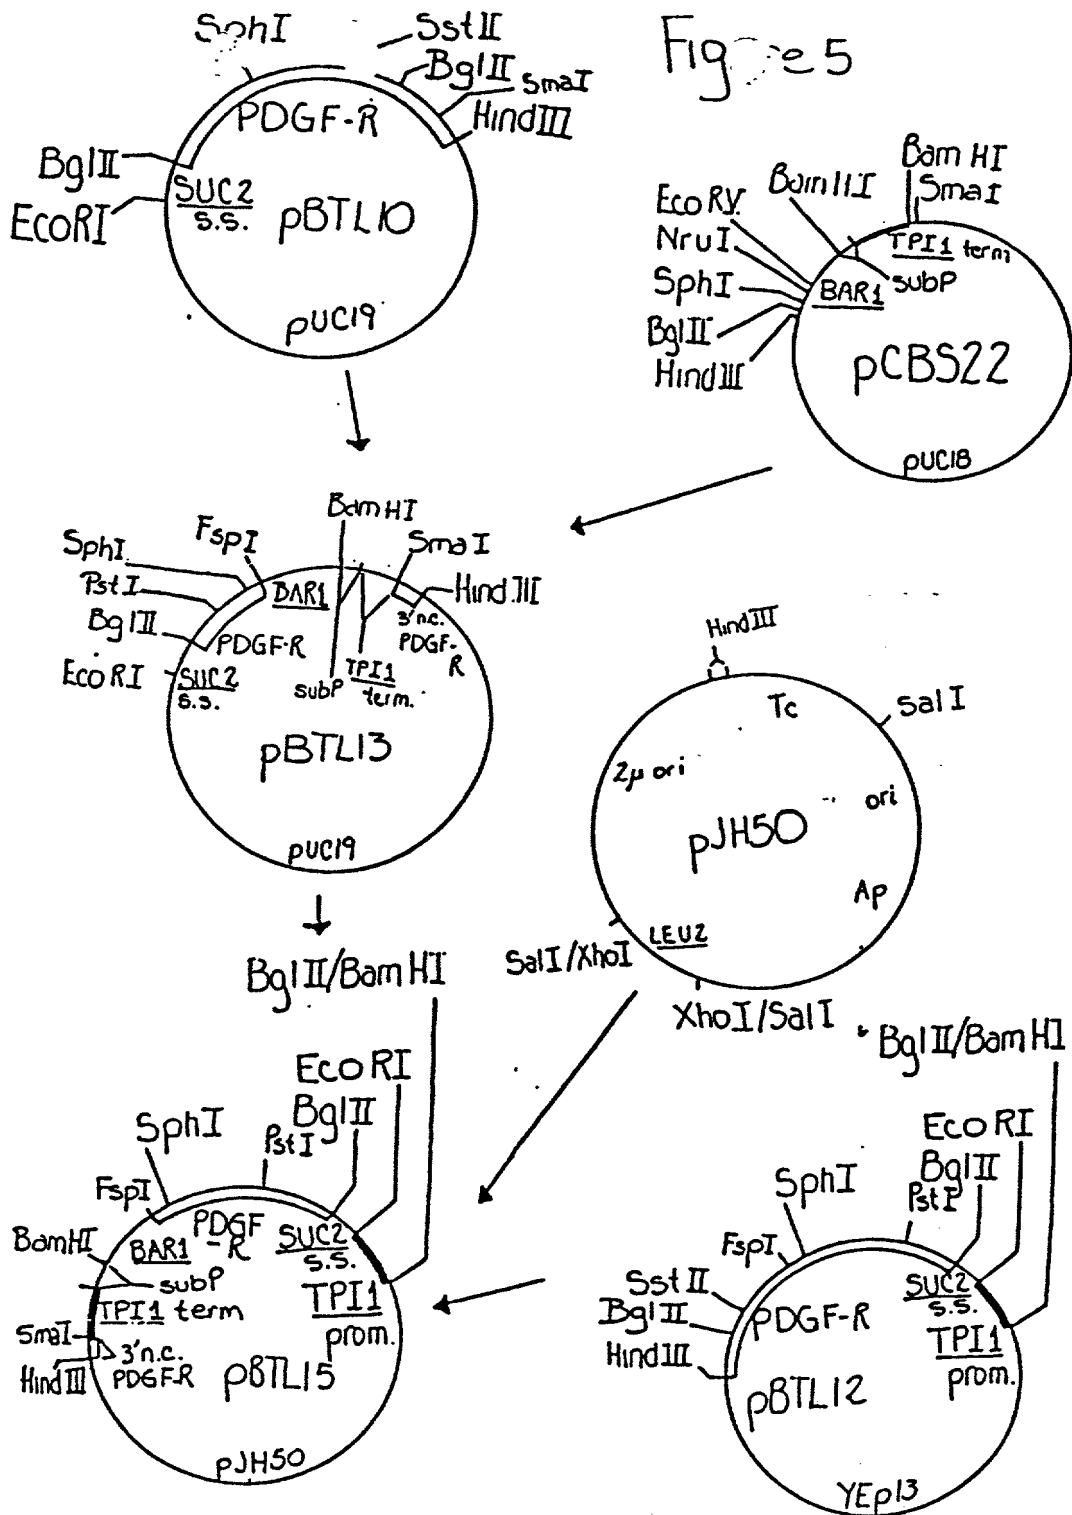 Figure 5
SphI
SstII
BglII
SmaI
HindIII
PDGF-R
BglII
EcoRI
SUC2
s.s.
pBTL10
pUC19
BamHI
SmaI
BamHI
EcoRV
NruI
SphI
BglII
HindIII
TPI1 term
subP
BAR1
pCBS22
pUC18
BamHI
FspI
SphI
PstI
BglII
EcoRI
SmaI
HindIII
BAR1
3'n.c.
PDGF-
R
PDGF-R
SUC2
s.s.
subP
TPI1
term.
pBTL13
pUC19
HindIII
Tc
SalI
2μ ori
ori
pJH50
Ap
LEU2
SalI/XhoI
XhoI/SalI
BglII/BamHI
EcoRI
BglII
PstI
SphI
FspI
BamHI
PDGF
-R
SUC2
s.s.
BAR1
subP
TPI1 term
TPI1
prom.
SmaI
HindIII
3'n.c.
PDGF-R
pBTL15
pJH50
BglII/BamHI
EcoRI
BglII
PstI
SphI
FspI
SstII
BglII
HindIII
SUC2
s.s.
PDGF-R
TPI1
prom.
pBTL12
YEp13